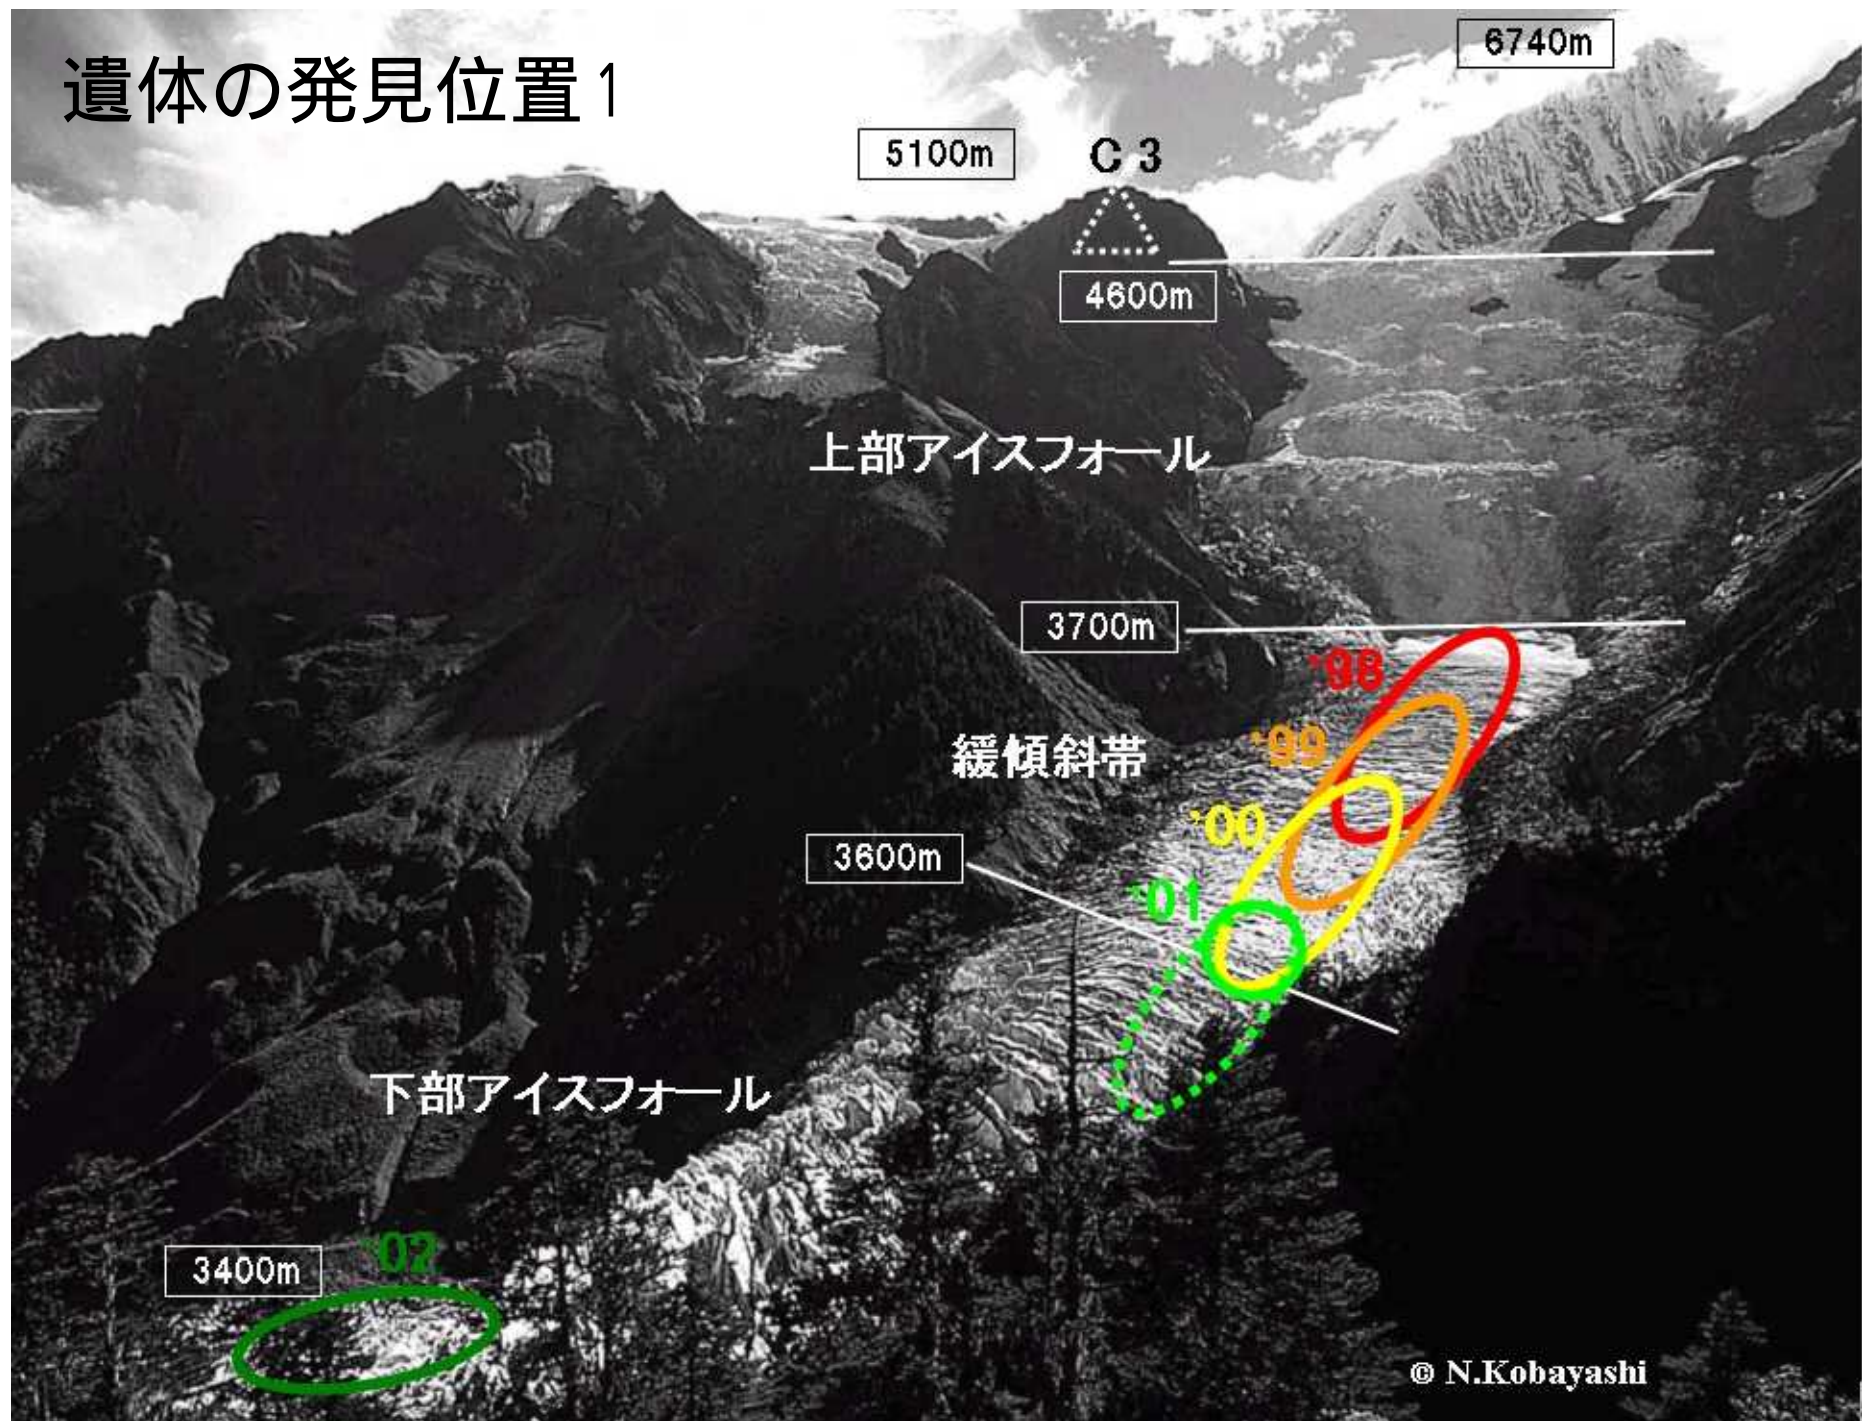 遺体の発見位置1
6740m
5100m
C 3
4600m
上部アイスフォール
3700m
'98
緩傾斜帯
'99
'00
3600m
'01
下部アイスフォール
'02
3400m
© N.Kobayashi